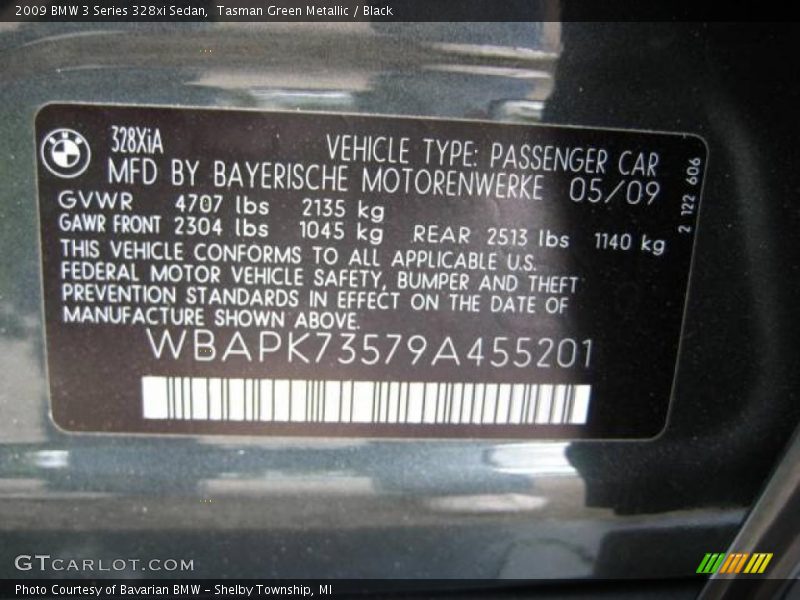 2009 BMW 3 Series 328xi Sedan, Tasman Green Metallic / Black
328XiA VEHICLE TYPE: PASSENGER CAR
MFD BY BAYERISCHE MOTORENWERKE 05/09
GVWR 4707 lbs 2135 kg
GAWR FRONT 2304 lbs 1045 kg REAR 2513 lbs 1140 kg
THIS VEHICLE CONFORMS TO ALL APPLICABLE U.S.
FEDERAL MOTOR VEHICLE SAFETY, BUMPER AND THEFT
PREVENTION STANDARDS IN EFFECT ON THE DATE OF
MANUFACTURE SHOWN ABOVE.
WBAPK73579A455201
2 122 606
GTCARLOT.COM
Photo Courtesy of Bavarian BMW - Shelby Township, MI